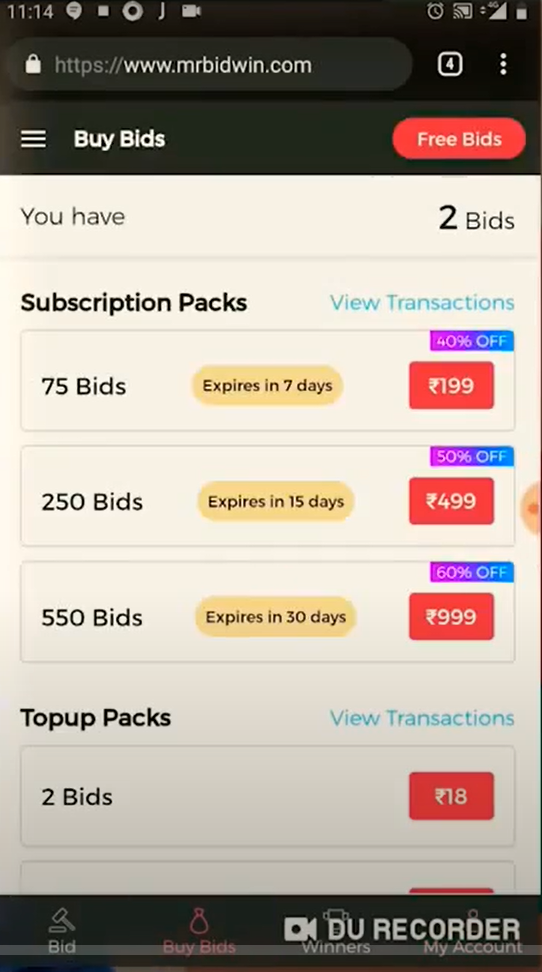 11:14
4G
https://www.mrbidwin.com
4
Buy Bids
Free Bids
You have
2 Bids
Subscription Packs
View Transactions
40% OFF
75 Bids
Expires in 7 days
₹199
50% OFF
250 Bids
Expires in 15 days
₹499
60% OFF
550 Bids
Expires in 30 days
₹999
Topup Packs
View Transactions
2 Bids
₹18
DU RECORDER
Bid
Buy Bids
Winners
My Account